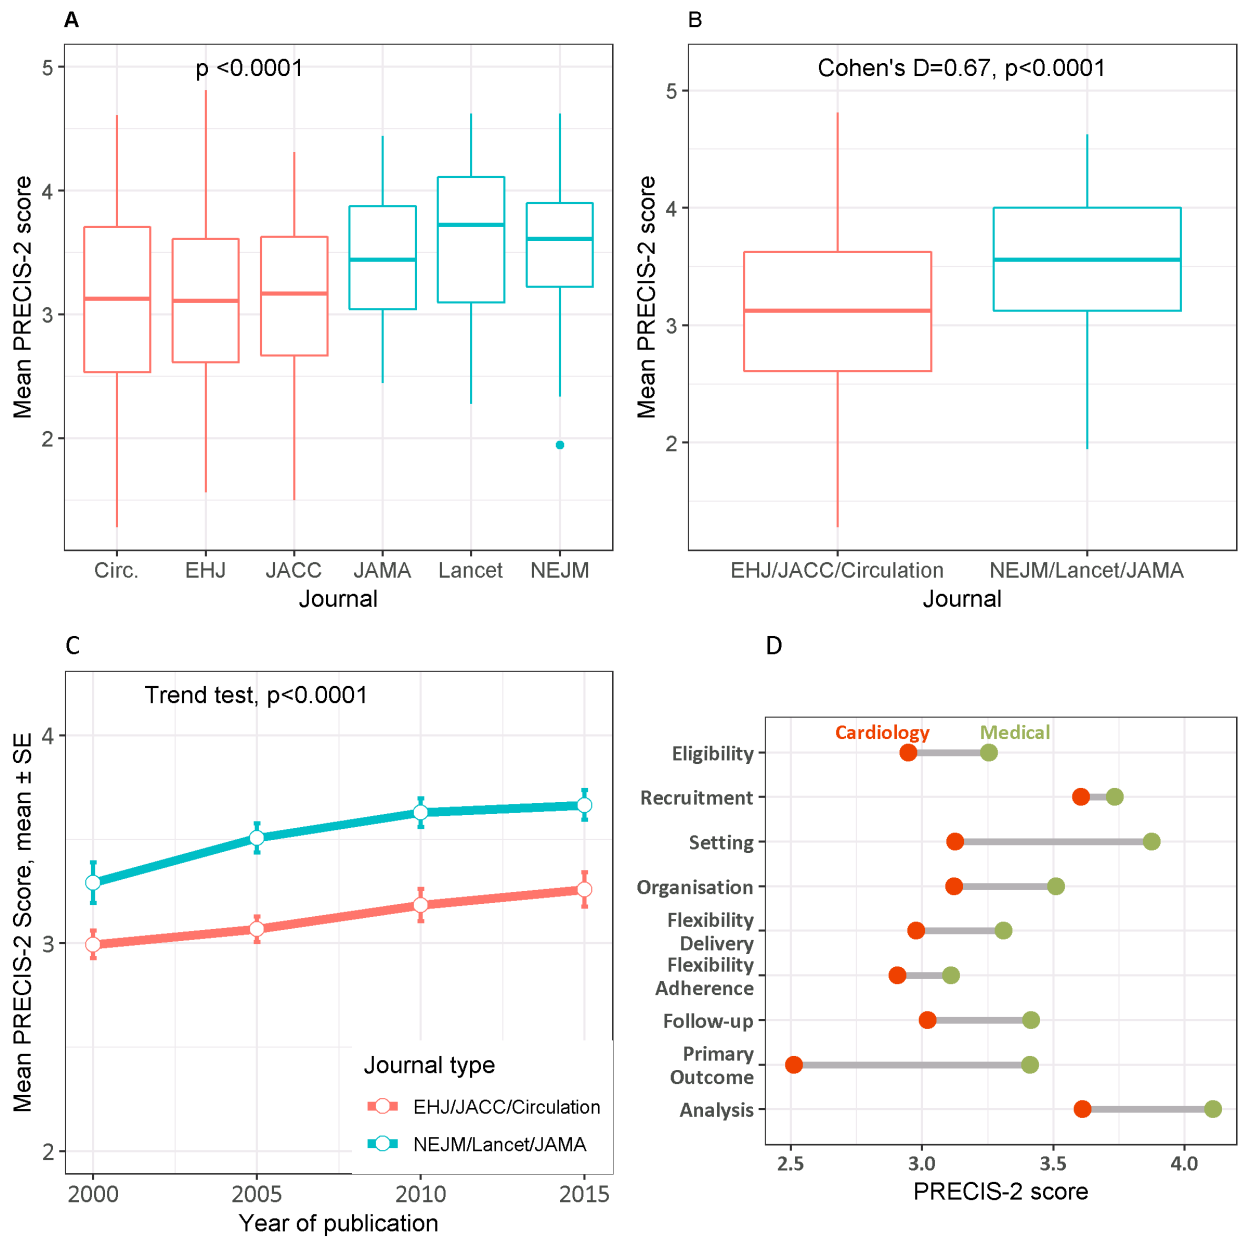 A
p <0.0001
5
4
3
2
Mean PRECIS-2 score
Circ. EHJ JACC JAMA Lancet NEJM
Journal
B
Cohen's D=0.67, p<0.0001
5
4
3
2
Mean PRECIS-2 score
EHJ/JACC/Circulation NEJM/Lancet/JAMA
Journal
C
Trend test, p<0.0001
4
3
2
Mean PRECIS-2 Score, mean ± SE
Journal type
EHJ/JACC/Circulation
NEJM/Lancet/JAMA
2000 2005 2010 2015
Year of publication
D
Cardiology Medical
Eligibility
Recruitment
Setting
Organisation
Flexibility
Delivery
Flexibility
Adherence
Follow-up
Primary
Outcome
Analysis
2.5 3.0 3.5 4.0
PRECIS-2 score